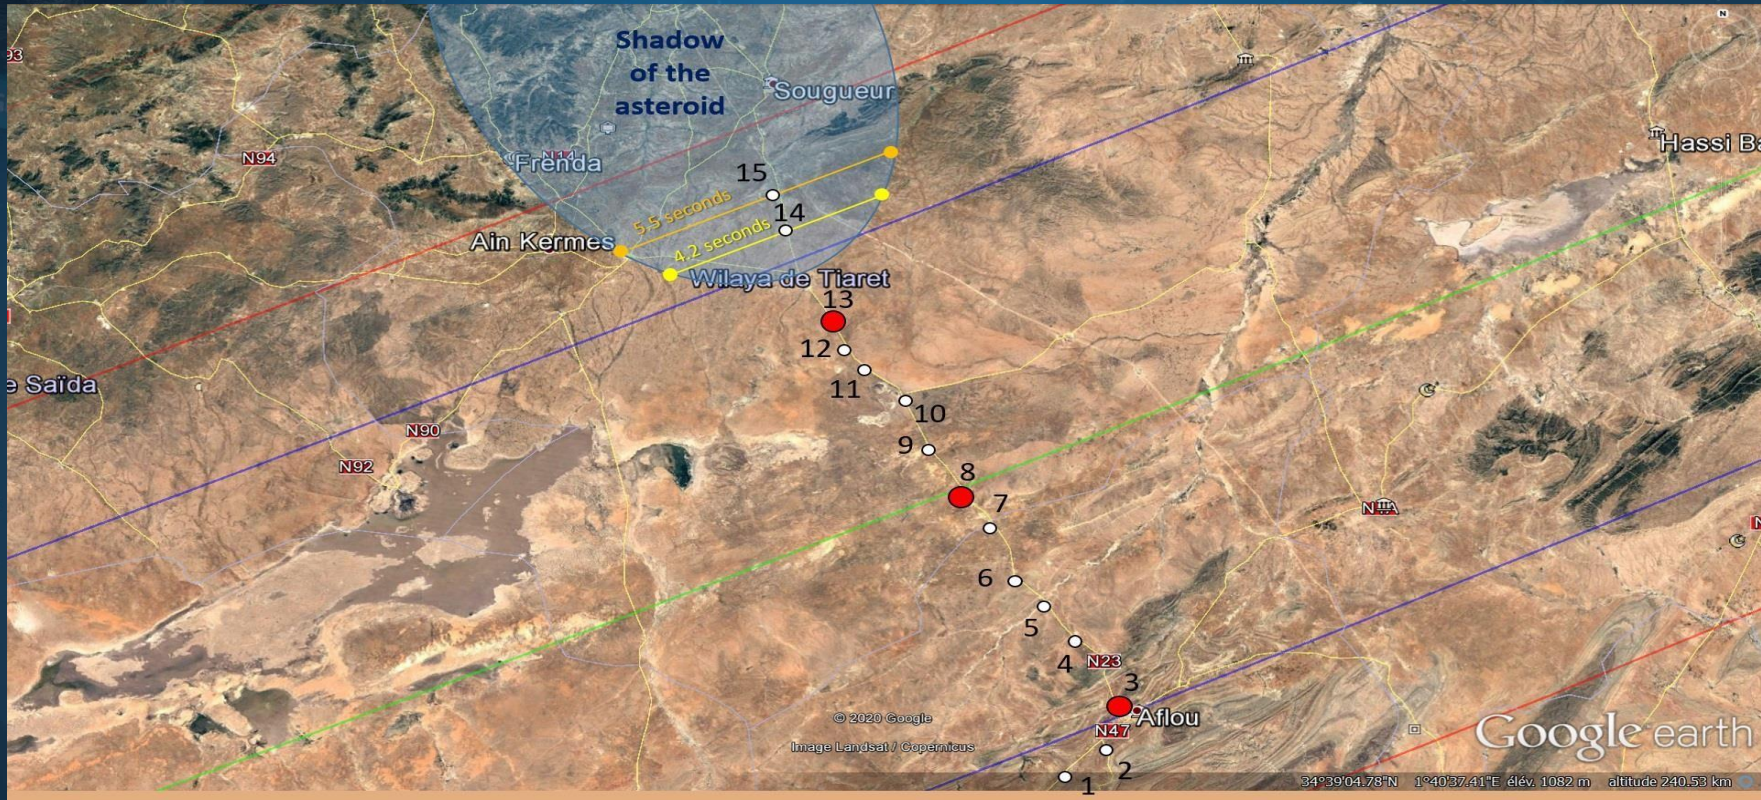 N
93
Shadow
of the
asteroid
Sougueur
Hassi Ba
N94
N14
Frenda
15
5.5 seconds
14
Ain Kermes
4.2 seconds
Wilaya de Tiaret
13
12
e Saïda
11
10
N90
9
N92
8
7
6
5
4
N23
3
Aflou
© 2020 Google
N47
Image Landsat / Copernicus
Google earth
2
1
34°39'04.78"N 1°40'37.41"E élév. 1082 m altitude 240.53 km